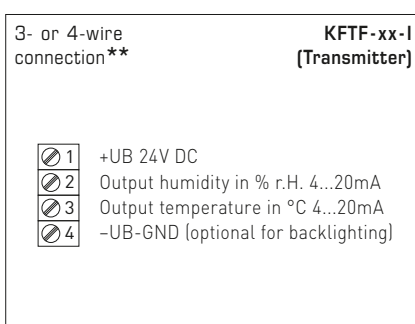 3- or 4-wire
connection**
KFTF-xx-I
(Transmitter)
1 +UB 24V DC
2 Output humidity in % r.H. 4...20mA
3 Output temperature in °C 4...20mA
4 –UB-GND (optional for backlighting)